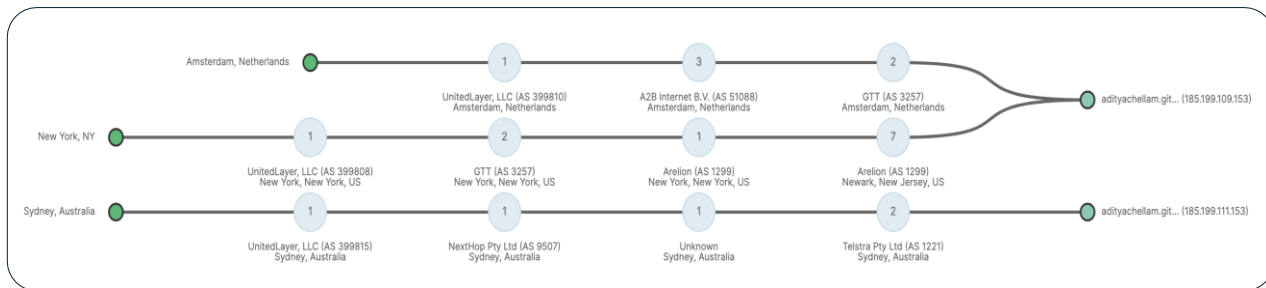 Amsterdam, Netherlands
1
3
2
UnitedLayer, LLC (AS 399810)
Amsterdam, Netherlands
A2B Internet B.V. (AS 51088)
Amsterdam, Netherlands
GTT (AS 3257)
Amsterdam, Netherlands
adityachellam.git... (185.199.109.153)
New York, NY
1
2
1
7
UnitedLayer, LLC (AS 399808)
New York, New York, US
GTT (AS 3257)
New York, New York, US
Arelion (AS 1299)
New York, New York, US
Arelion (AS 1299)
Newark, New Jersey, US
Sydney, Australia
1
1
1
2
adityachellam.git... (185.199.111.153)
UnitedLayer, LLC (AS 399815)
Sydney, Australia
NextHop Pty Ltd (AS 9507)
Sydney, Australia
Unknown
Sydney, Australia
Telstra Pty Ltd (AS 1221)
Sydney, Australia